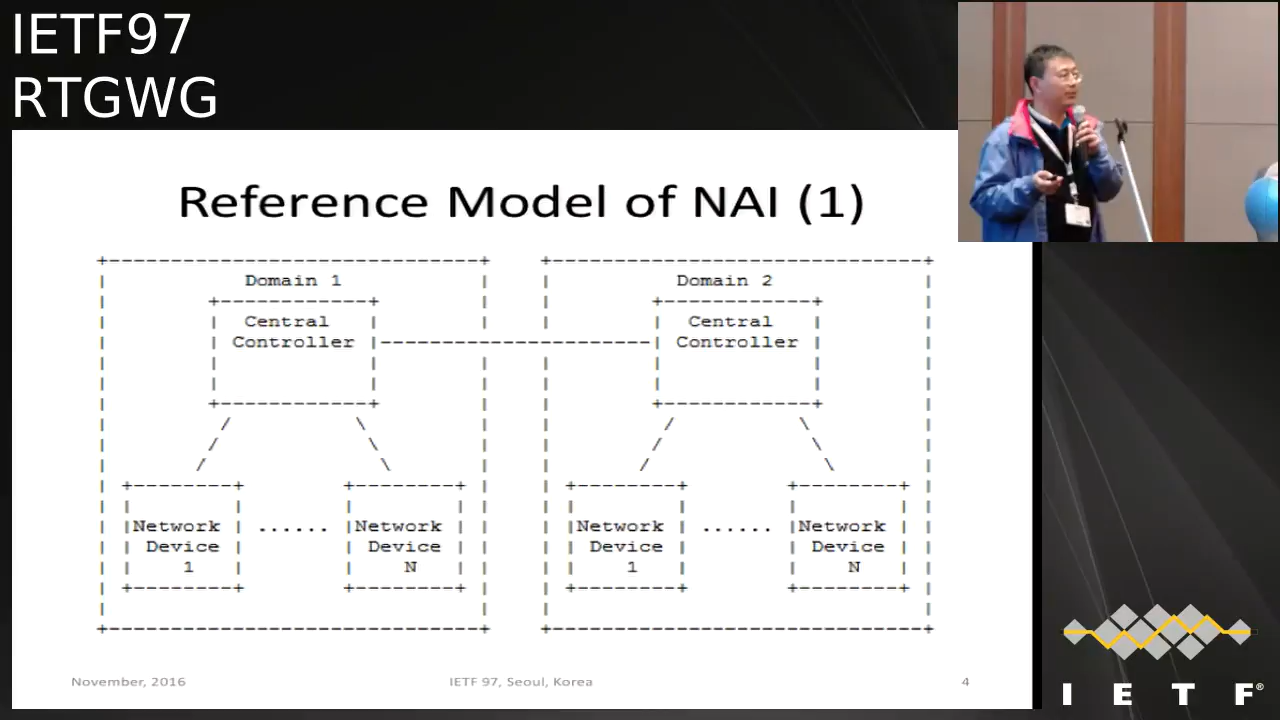 IETF97
RTGWG
Reference Model of NAI (1)
Domain 1
Domain 2
Central
Controller
Central
Controller
Network
Device
1
......
Network
Device
N
Network
Device
1
......
Network
Device
N
November, 2016
IETF 97, Seoul, Korea
4
I E T F®